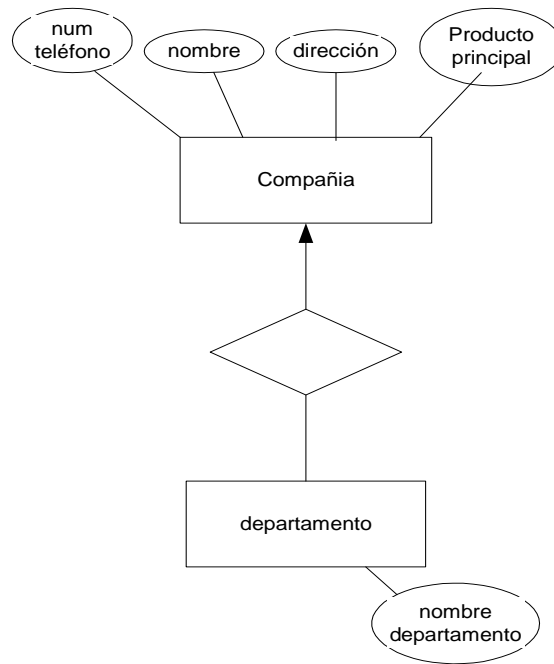 num
teléfono
nombre
dirección
Producto
principal
Compañia
departamento
nombre
departamento